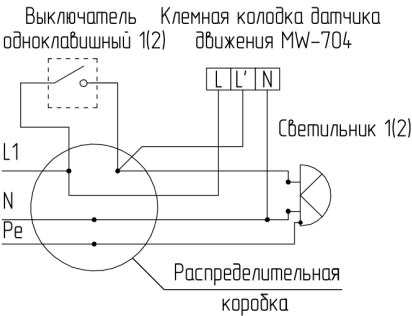 Выключатель
одноклавишный 1(2)
Клемная колодка датчика
движения MW-704
L L' N
Светильник 1(2)
L1
N
Pe
Распределительная
коробка